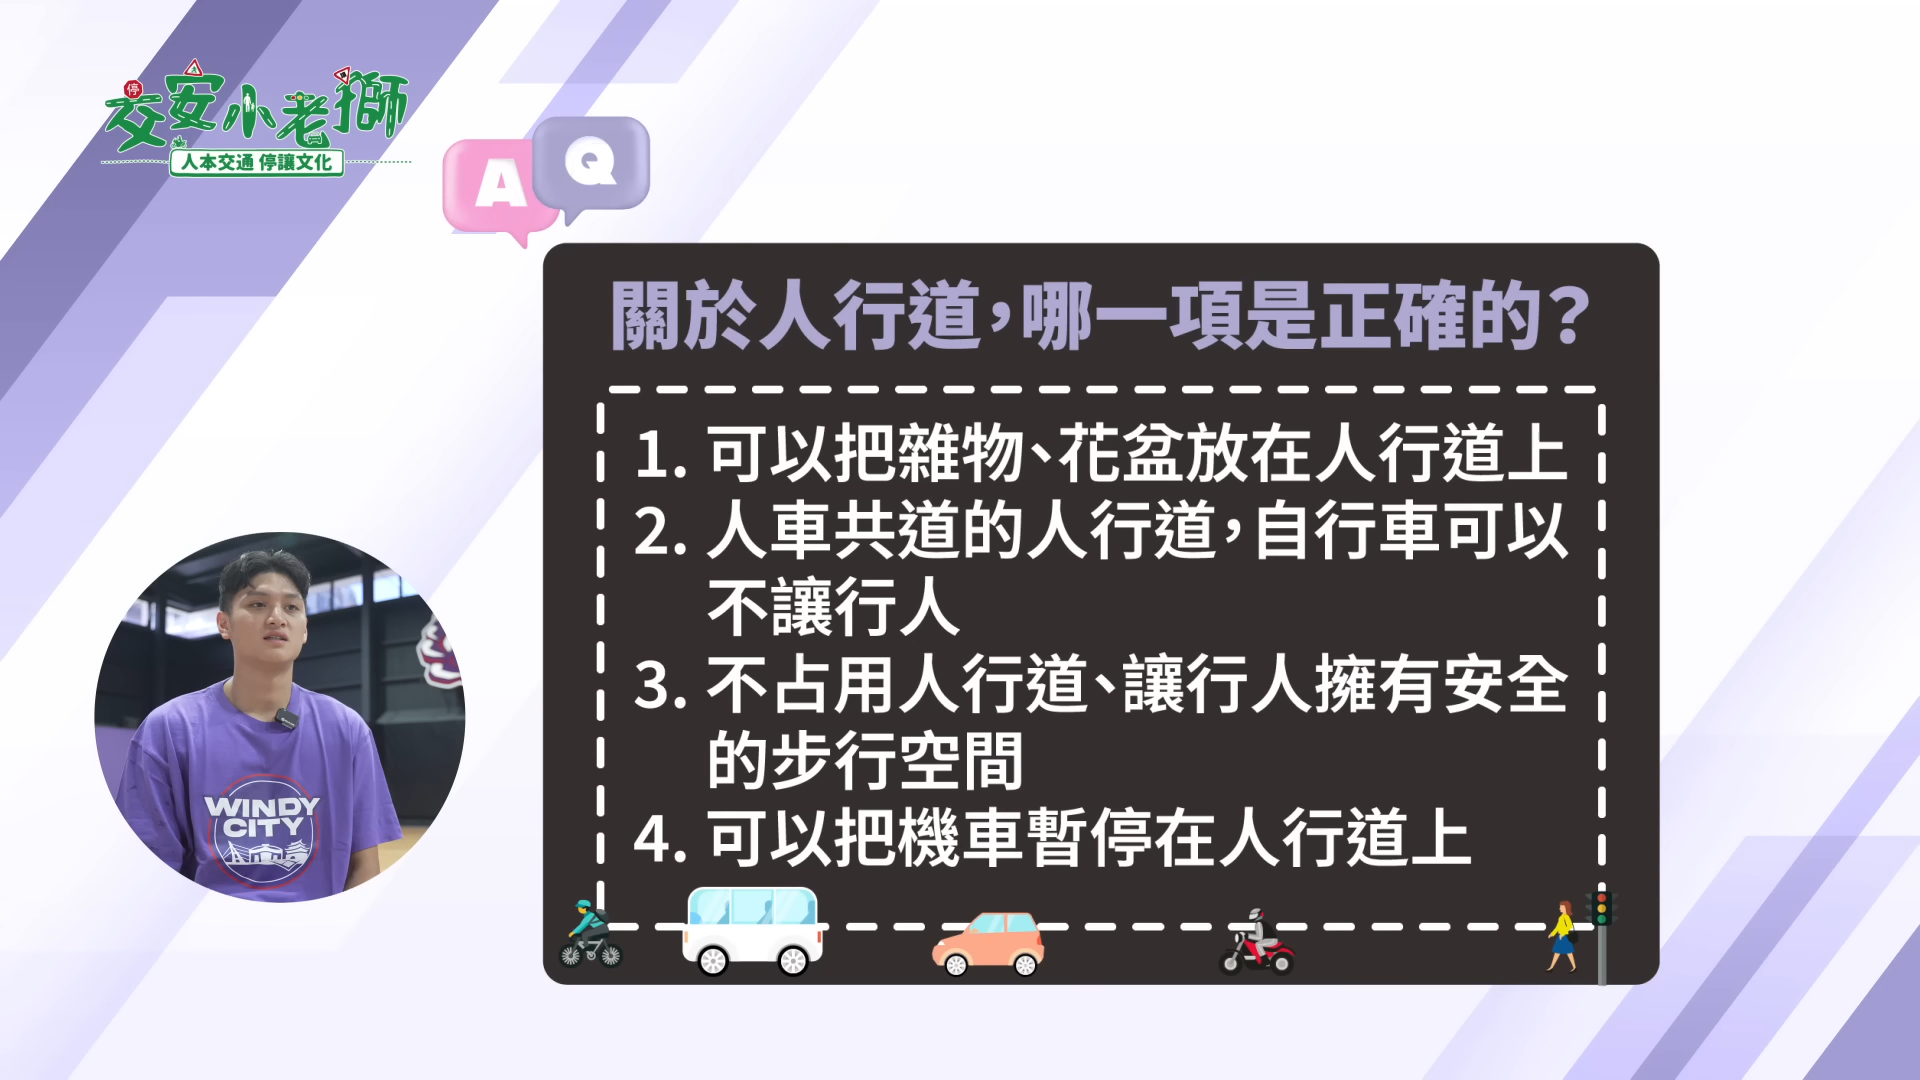 停
交安小老獅
人本交通 停讓文化
A
Q
關於人行道,哪一項是正確的?
1. 可以把雜物、花盆放在人行道上
2. 人車共道的人行道,自行車可以
不讓行人
3. 不占用人行道、讓行人擁有安全
的步行空間
4. 可以把機車暫停在人行道上
WINDY
CITY